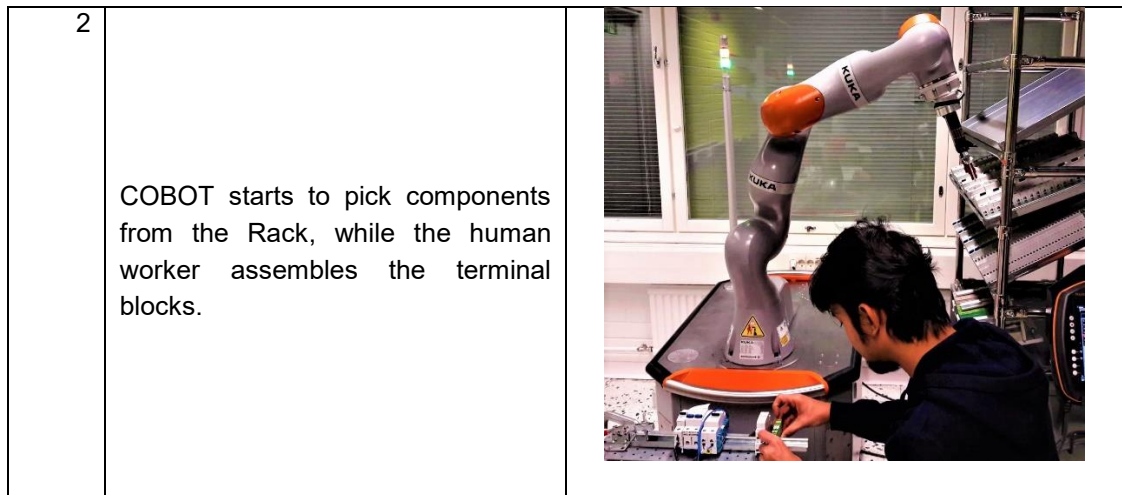 2
COBOT starts to pick components
from the Rack, while the human
worker assembles the terminal
blocks.
KUKA
KUKA